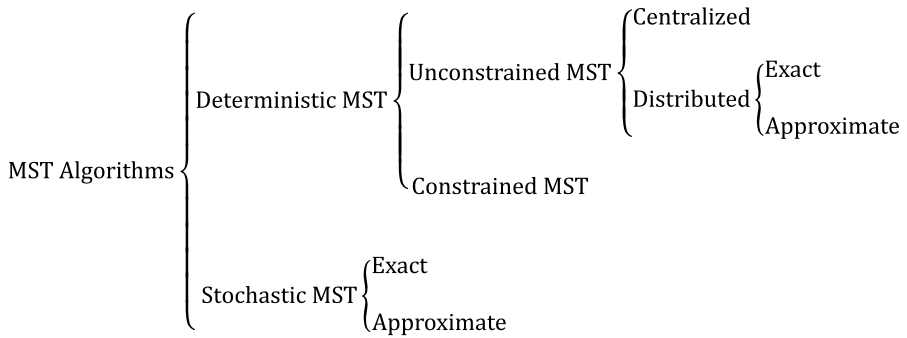 Centralized
Unconstrained MST
Exact
Deterministic MST
Distributed
Approximate
MST Algorithms
Constrained MST
Exact
Stochastic MST
Approximate